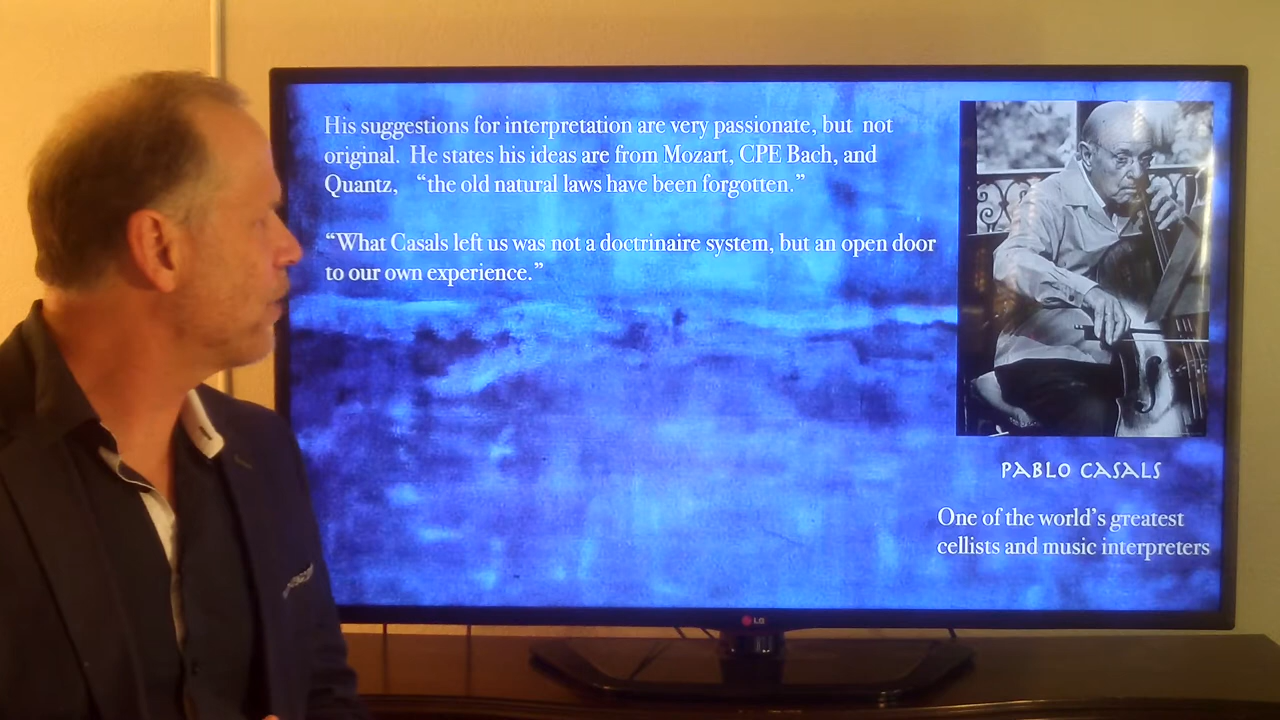 His suggestions for interpretation are very passionate, but not
original. He states his ideas are from Mozart, CPE Bach, and
Quantz, “the old natural laws have been forgotten.”
“What Casals left us was not a doctrinaire system, but an open door
to our own experience.”
PABLO CASALS
One of the world’s greatest
cellists and music interpreters
LG